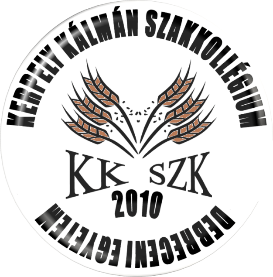 KERPELY KÁLMÁN SZAKKOLLÉGIUM
KK SZK
2010
DEBRECENI EGYETEM